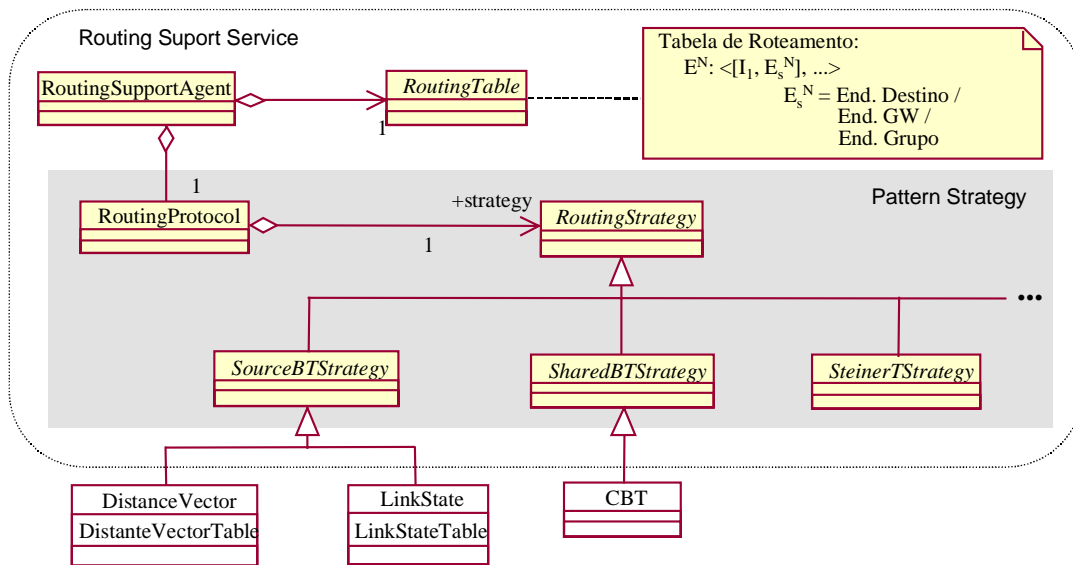 Routing Suport Service
Tabela de Roteamento:
E^N: <[I_1, E_s^N], ...>
E_s^N = End. Destino /
End. GW /
End. Grupo
RoutingSupportAgent
RoutingTable
1
1
Pattern Strategy
RoutingProtocol
+strategy
RoutingStrategy
1
...
SourceBTStrategy
SharedBTStrategy
SteinerTStrategy
DistanceVector
DistanteVectorTable
LinkState
LinkStateTable
CBT